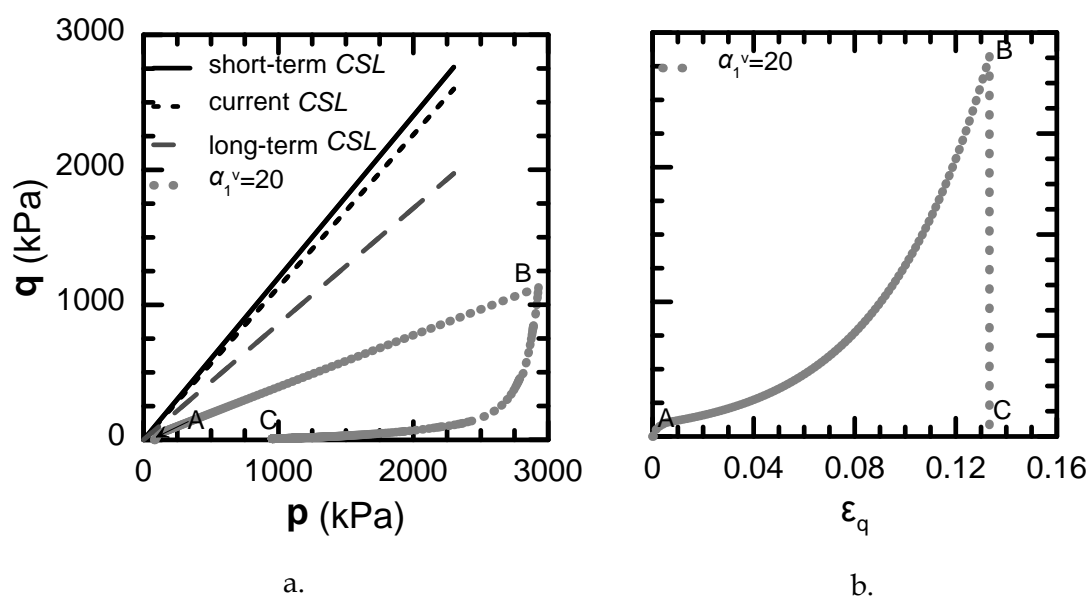 3000
2000
1000
0
q (kPa)
short-term CSL
current CSL
long-term CSL
α₁ᵛ=20
A
B
C
0
1000
2000
3000
p (kPa)
a.
α₁ᵛ=20
A
B
C
0
0.04
0.08
0.12
0.16
εq
b.